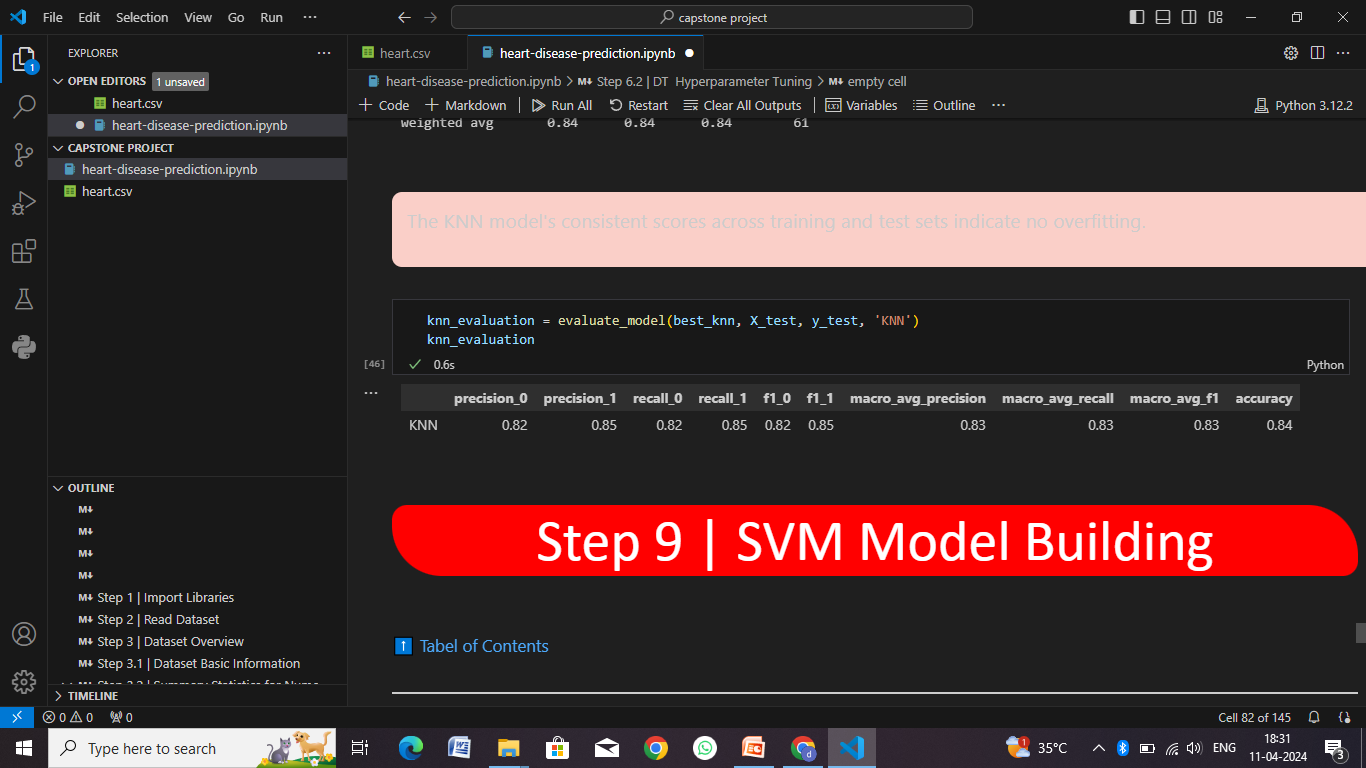 File Edit Selection View Go Run ··· capstone project
EXPLORER ···
OPEN EDITORS 1 unsaved
heart.csv
heart-disease-prediction.ipynb
CAPSTONE PROJECT
heart-disease-prediction.ipynb
heart.csv
OUTLINE
M↓
M↓
M↓
M↓
M↓ Step 1 | Import Libraries
M↓ Step 2 | Read Dataset
M↓ Step 3 | Dataset Overview
M↓ Step 3.1 | Dataset Basic Information
TIMELINE
heart.csv heart-disease-prediction.ipynb ●
heart-disease-prediction.ipynb > M↓ Step 6.2 | DT Hyperparameter Tuning > M↓ empty cell
+ Code + Markdown | Run All Restart Clear All Outputs | Variables Outline ··· Python 3.12.2
weighted avg 0.84 0.84 0.84 61
The KNN model's consistent scores across training and test sets indicate no overfitting.
knn_evaluation = evaluate_model(best_knn, X_test, y_test, 'KNN')
knn_evaluation
[46] ✓ 0.6s Python
··· precision_0 precision_1 recall_0 recall_1 f1_0 f1_1 macro_avg_precision macro_avg_recall macro_avg_f1 accuracy
KNN 0.82 0.85 0.82 0.85 0.82 0.85 0.83 0.83 0.83 0.84
Step 9 | SVM Model Building
Tabel of Contents
0 0 0 Cell 82 of 145
Type here to search 35°C ENG 18:31
11-04-2024
1
1
3